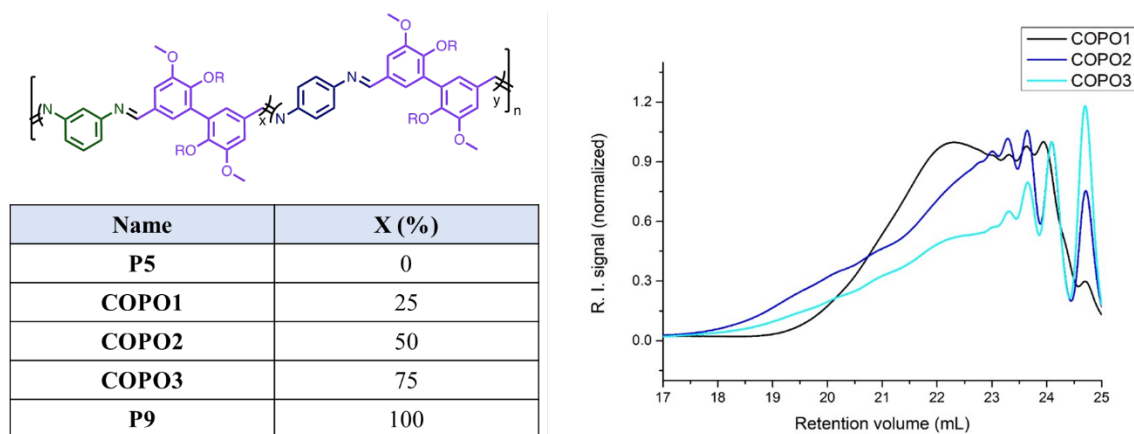 O
OR
N
N
RO
O
x
N
N
O
OR
RO
O
y
n
Name X (%)
P5 0
COPO1 25
COPO2 50
COPO3 75
P9 100
COPO1
COPO2
COPO3
R. I. signal (normalized)
1.2
0.9
0.6
0.3
0.0
17 18 19 20 21 22 23 24 25
Retention volume (mL)